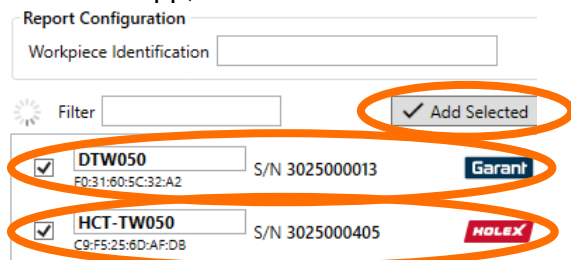 Report Configuration
Workpiece Identification
Filter
Add Selected
DTW050
S/N 3025000013
Garant
F0:31:60:5C:32:A2
HCT-TW050
S/N 3025000405
HOLEX
C9:F5:25:6D:AF:DB